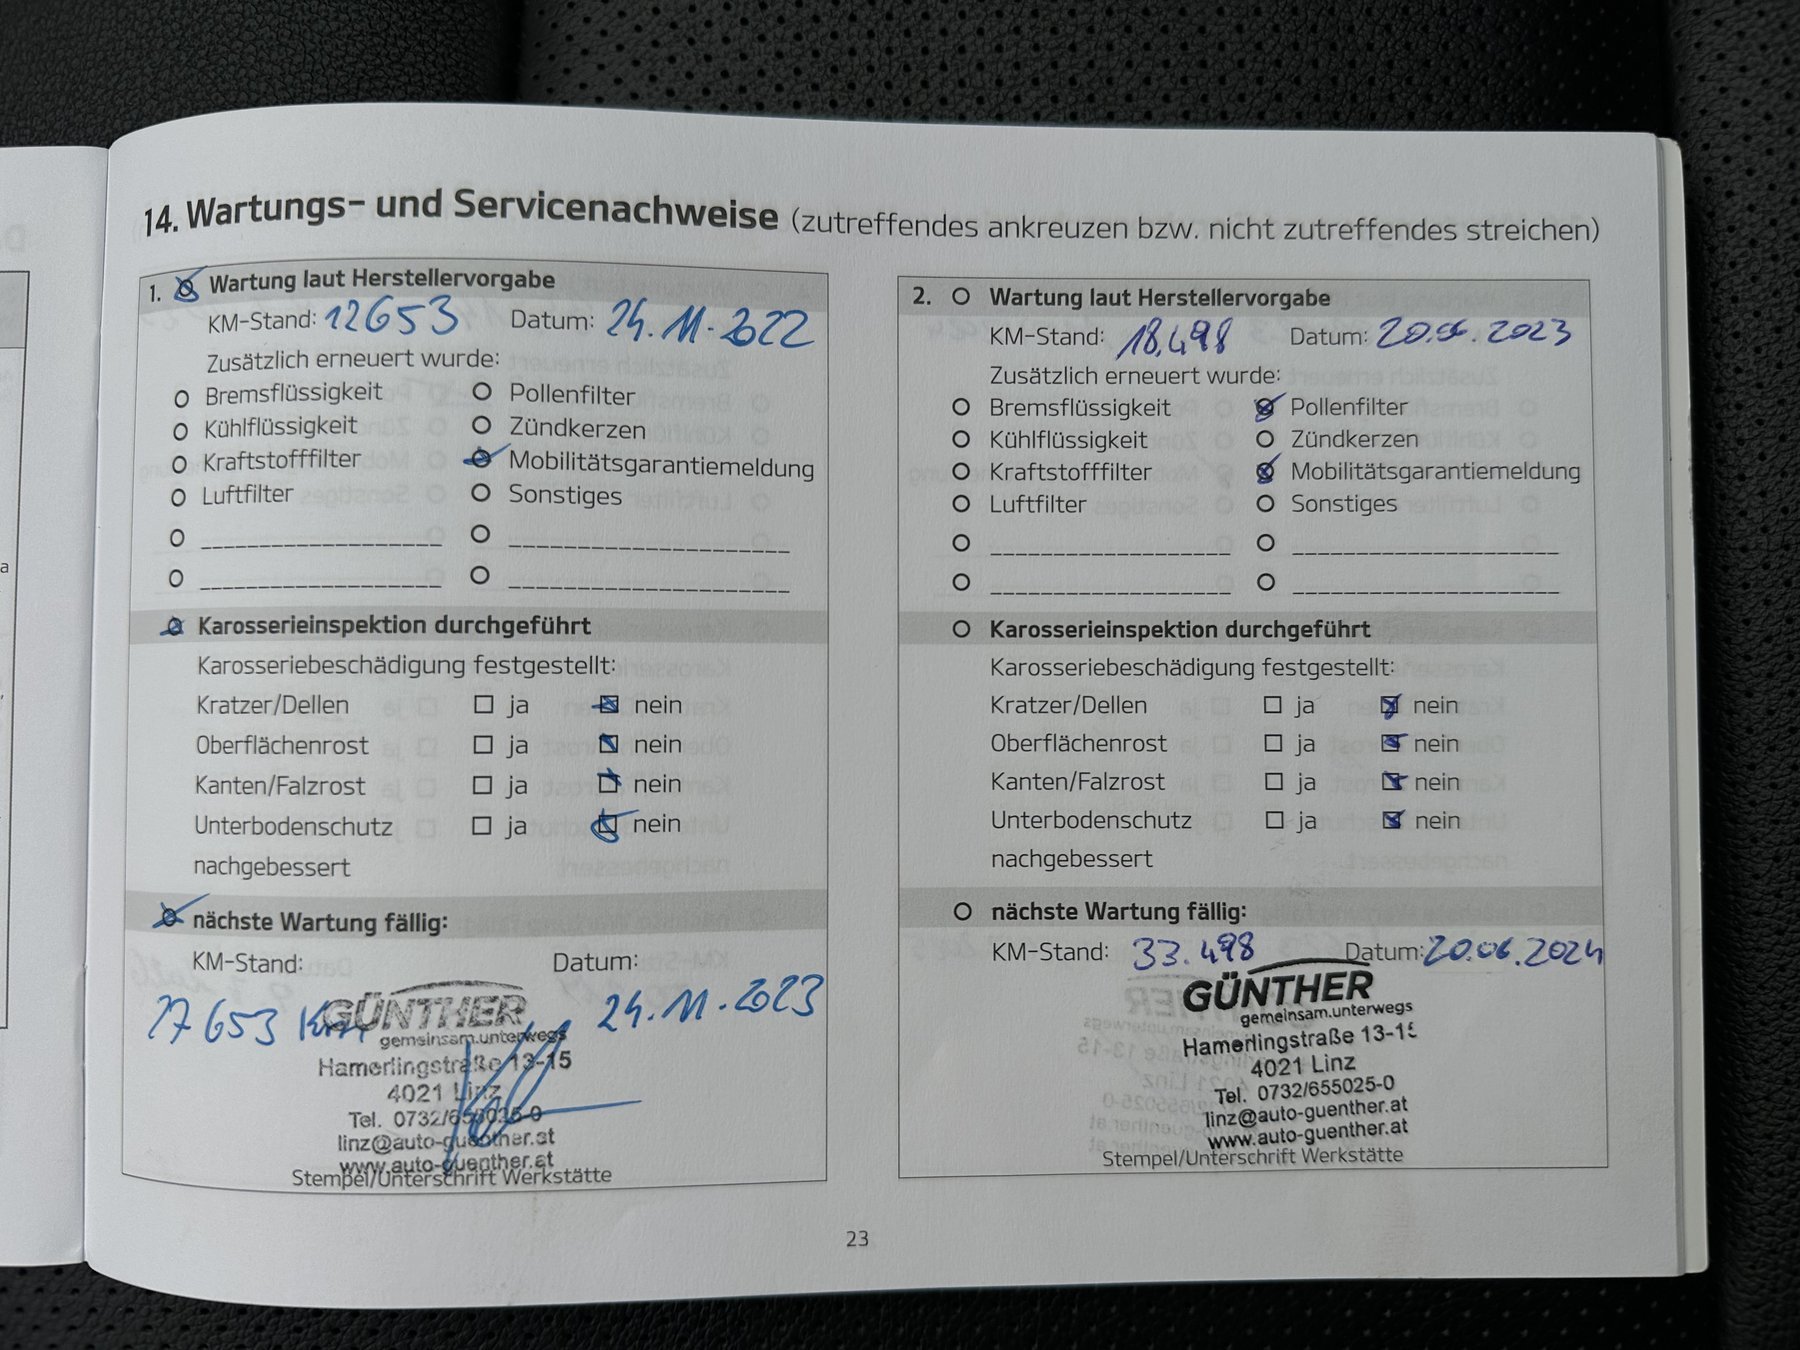 14. Wartungs- und Servicenachweise (zutreffendes ankreuzen bzw. nicht zutreffendes streichen)
1. Wartung laut Herstellervorgabe
KM-Stand: 12653 Datum: 24.11.2022
Zusätzlich erneuert wurde:
Bremsflüssigkeit Pollenfilter
Kühlflüssigkeit Zündkerzen
Kraftstofffilter Mobilitätsgarantiemeldung
Luftfilter Sonstiges
Karosserieinspektion durchgeführt
Karosseriebeschädigung festgestellt:
Kratzer/Dellen ja nein
Oberflächenrost ja nein
Kanten/Falzrost ja nein
Unterbodenschutz ja nein
nachgebessert
nächste Wartung fällig:
KM-Stand: Datum:
27653 Km 24.11.2023
GÜNTHER
gemeinsam.unterwegs
Hamerlingstraße 13-15
4021 Linz
Tel. 0732/655025-0
linz@auto-guenther.at
www.auto-guenther.at
Stempel/Unterschrift Werkstätte
2. Wartung laut Herstellervorgabe
KM-Stand: 18.498 Datum: 20.06.2023
Zusätzlich erneuert wurde:
Bremsflüssigkeit Pollenfilter
Kühlflüssigkeit Zündkerzen
Kraftstofffilter Mobilitätsgarantiemeldung
Luftfilter Sonstiges
Karosserieinspektion durchgeführt
Karosseriebeschädigung festgestellt:
Kratzer/Dellen ja nein
Oberflächenrost ja nein
Kanten/Falzrost ja nein
Unterbodenschutz ja nein
nachgebessert
nächste Wartung fällig:
KM-Stand: 33.498 Datum: 20.06.2024
GÜNTHER
gemeinsam.unterwegs
Hamerlingstraße 13-15
4021 Linz
Tel. 0732/655025-0
linz@auto-guenther.at
www.auto-guenther.at
Stempel/Unterschrift Werkstätte
23